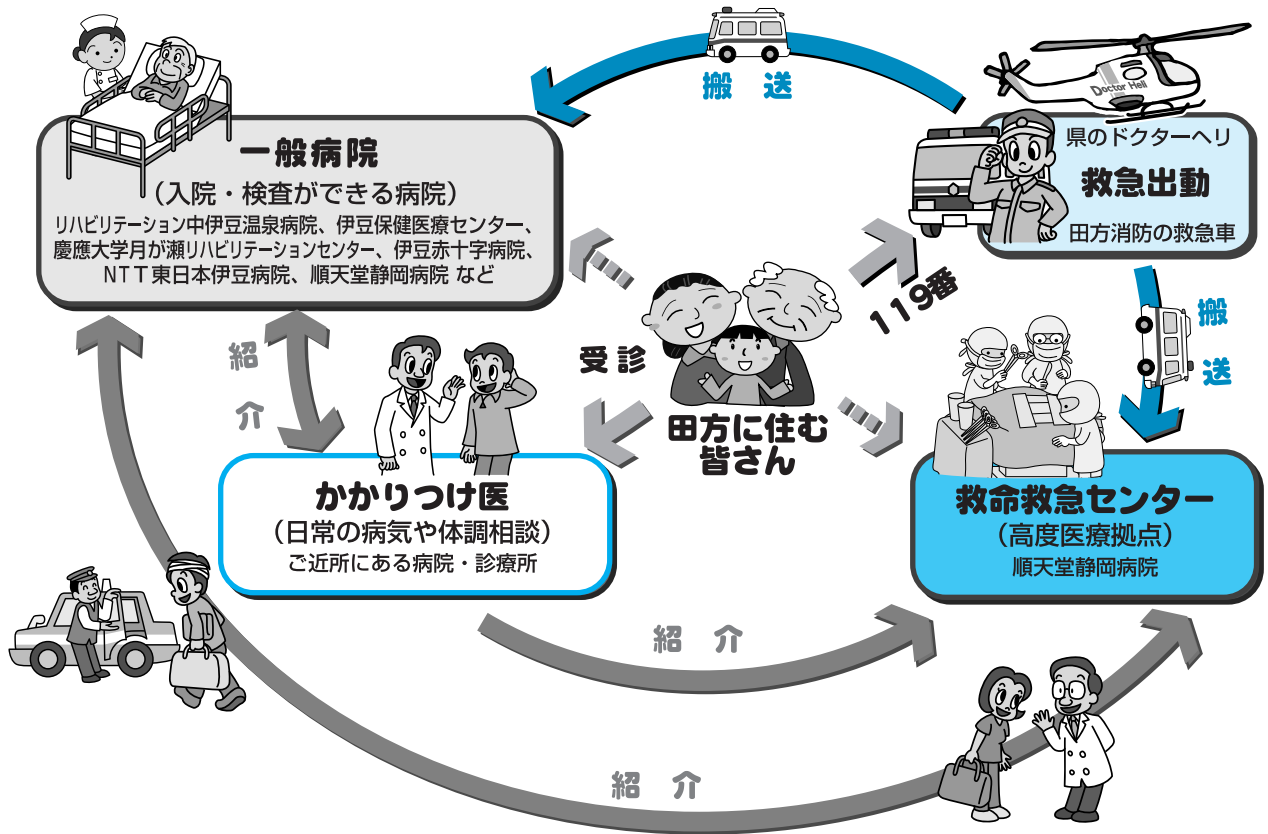 搬送
Doctor Heli
県のドクターヘリ
救急出動
田方消防の救急車
一般病院
（入院・検査ができる病院）
リハビリテーション中伊豆温泉病院、伊豆保健医療センター、
慶應大学月が瀬リハビリテーションセンター、伊豆赤十字病院、
ＮＴＴ東日本伊豆病院、順天堂静岡病院 など
119番
搬送
紹介
受診
田方に住む
皆さん
かかりつけ医
（日常の病気や体調相談）
ご近所にある病院・診療所
救命救急センター
（高度医療拠点）
順天堂静岡病院
紹介
紹介